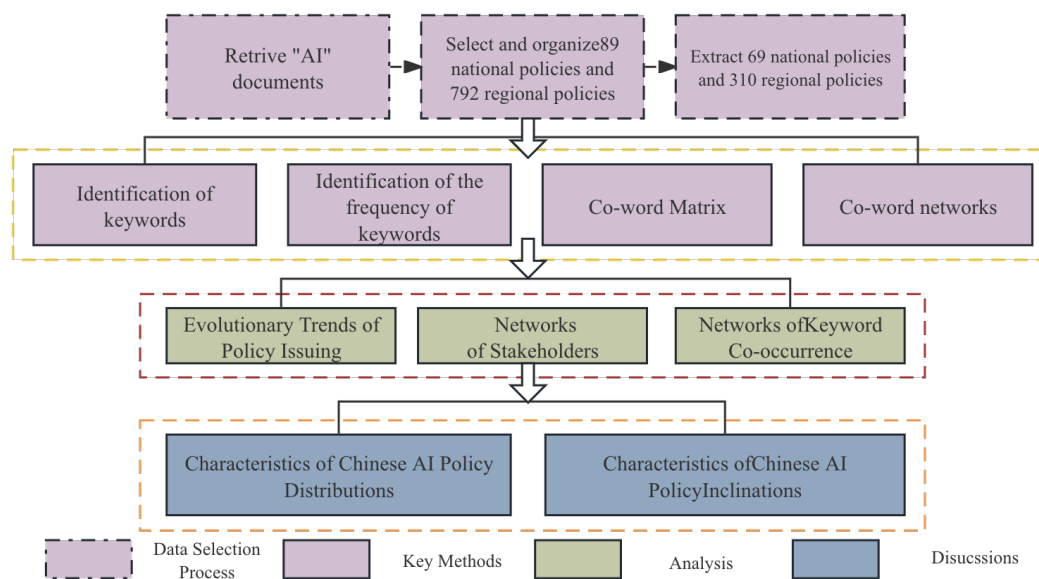 Retrive "AI"
documents
Select and organize89
national policies and
792 regional policies
Extract 69 national policies
and 310 regional policies
Identification of
keywords
Identification of the
frequency of
keywords
Co-word Matrix
Co-word networks
Evolutionary Trends of
Policy Issuing
Networks
of Stakeholders
Networks ofKeyword
Co-occurrence
Characteristics of Chinese AI Policy
Distributions
Characteristics ofChinese AI
PolicyInclinations
Data Selection
Process
Key Methods
Analysis
Disucssions